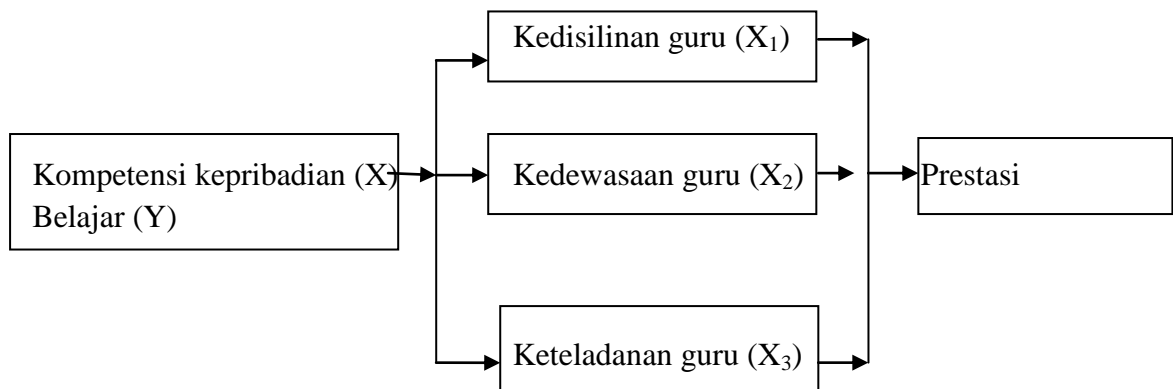 Kedisilinan guru (X₁)
Kompetensi kepribadian (X) Kedewasaan guru (X₂) Prestasi
Belajar (Y)
Keteladanan guru (X₃)